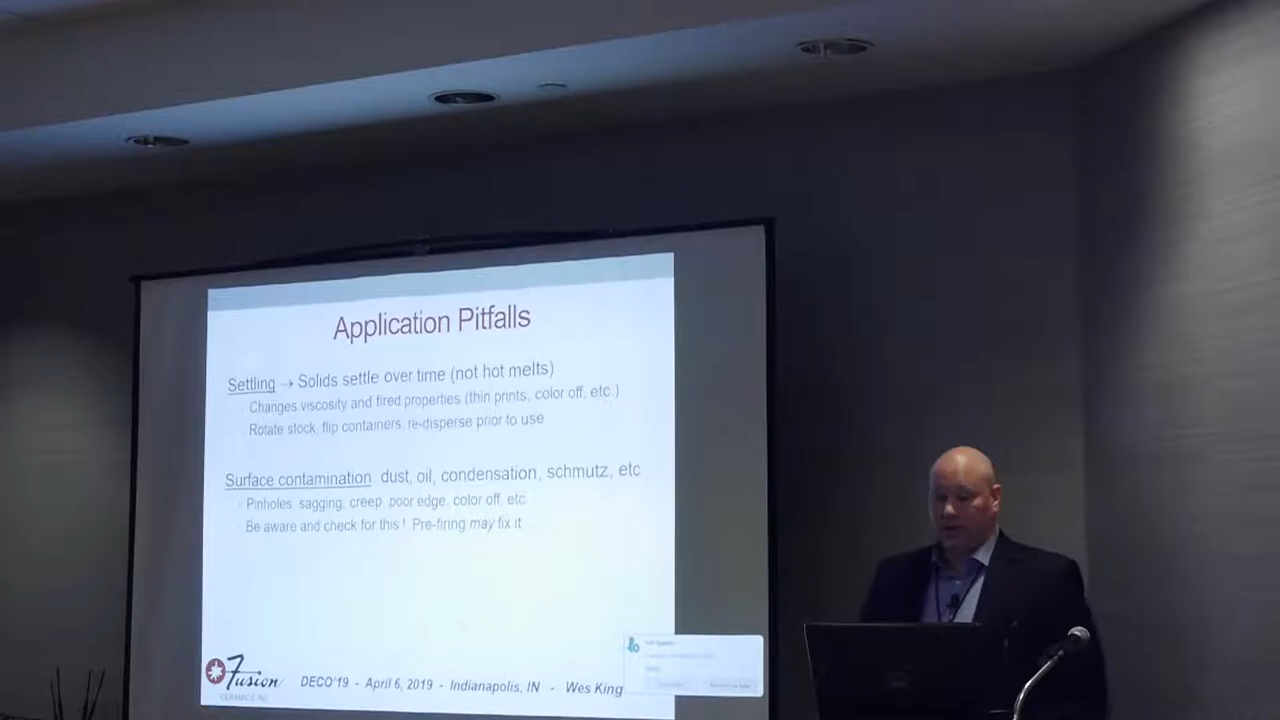 Application Pitfalls
Settling → Solids settle over time (not hot melts)
Changes viscosity and fired properties (thin prints, color off, etc.)
Rotate stock, flip containers, re-disperse prior to use
Surface contamination dust, oil, condensation, schmutz, etc
Pinholes, sagging, creep, poor edge, color off, etc.
Be aware and check for this! Pre-firing may fix it
Fusion
CERAMICS INC
DECO'19 - April 6, 2019 - Indianapolis, IN - Wes King